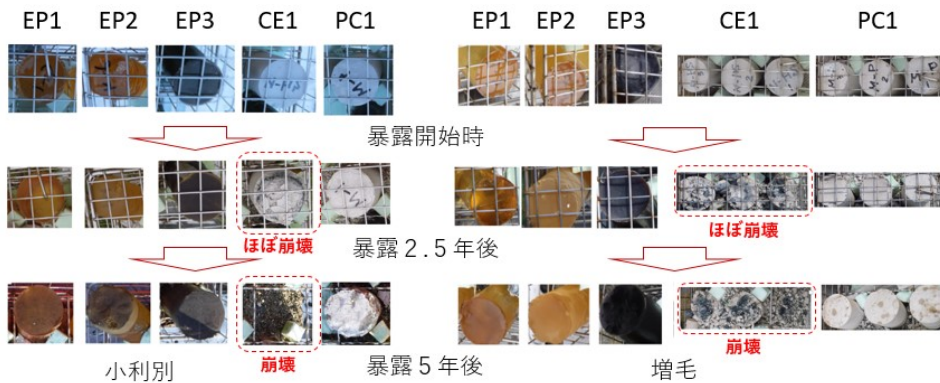 EP1 EP2 EP3 CE1 PC1 EP1 EP2 EP3 CE1 PC1
暴露開始時
ほぼ崩壊 暴露2.5年後 ほぼ崩壊
崩壊 暴露5年後 崩壊
小利別 増毛